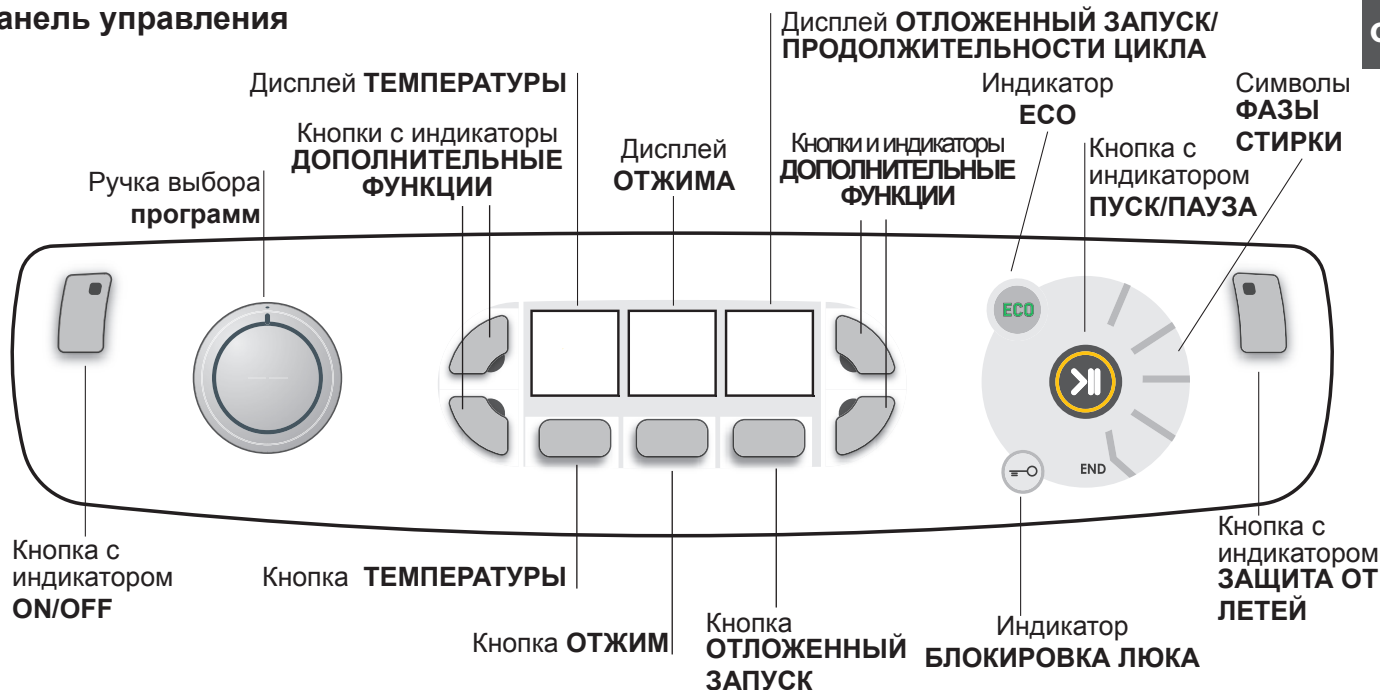 анель управления
Дисплей ОТЛОЖЕННЫЙ ЗАПУСК/
ПРОДОЛЖИТЕЛЬНОСТИ ЦИКЛА
Дисплей ТЕМПЕРАТУРЫ
Индикатор
ECO
Символы
ФАЗЫ
СТИРКИ
Кнопки с индикаторы
ДОПОЛНИТЕЛЬНЫЕ
ФУНКЦИИ
Дисплей
ОТЖИМА
Кнопки и индикаторы
ДОПОЛНИТЕЛЬНЫЕ
ФУНКЦИИ
Кнопка с
индикатором
ПУСК/ПАУЗА
Ручка выбора
программ
ECO
END
Кнопка с
индикатором
ON/OFF
Кнопка ТЕМПЕРАТУРЫ
Кнопка ОТЖИМ
Кнопка
ОТЛОЖЕННЫЙ
ЗАПУСК
Индикатор
БЛОКИРОВКА ЛЮКА
Кнопка с
индикатором
ЗАЩИТА ОТ
ЛЕТЕЙ